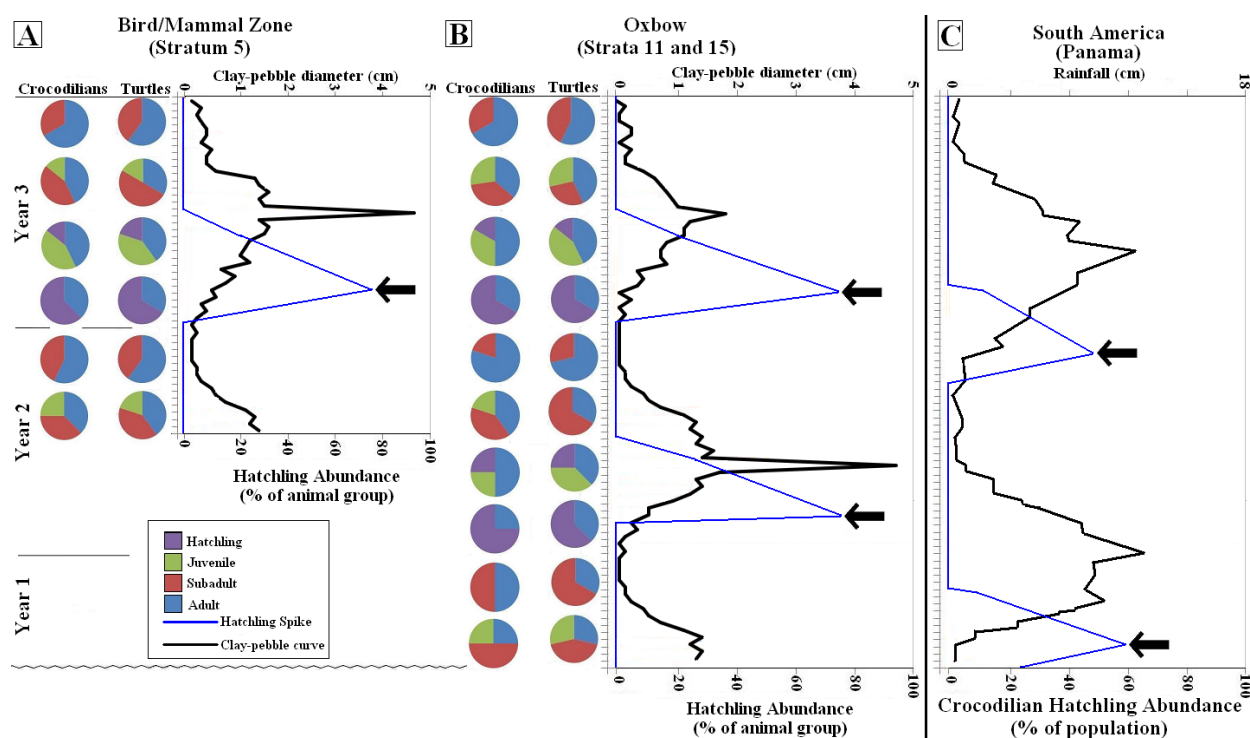 A
Bird/Mammal Zone
(Stratum 5)
Clay-pebble diameter (cm)
Crocodilians Turtles
0 1 2 3 4 5
Year 3
Year 2
Year 1
0 20 40 60 80 100
Hatchling Abundance
(% of animal group)
Hatchling
Juvenile
Subadult
Adult
Hatchling Spike
Clay-pebble curve
B
Oxbow
(Strata 11 and 15)
Clay-pebble diameter (cm)
Crocodilians Turtles
0 1 2 3 4 5
0 20 40 60 80 100
Hatchling Abundance
(% of animal group)
C
South America
(Panama)
Rainfall (cm)
0 18
0 20 40 60 80 100
Crocodilian Hatchling Abundance
(% of population)